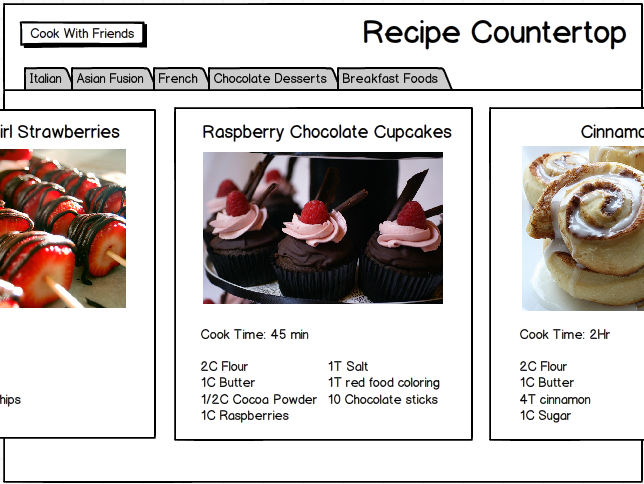 Cook With Friends
Recipe Countertop
Italian
Asian Fusion
French
Chocolate Desserts
Breakfast Foods
irl Strawberries
hips
Raspberry Chocolate Cupcakes
Cook Time: 45 min
2C Flour
1C Butter
1/2C Cocoa Powder
1C Raspberries
1T Salt
1T red food coloring
10 Chocolate sticks
Cinnamo
Cook Time: 2Hr
2C Flour
1C Butter
4T cinnamon
1C Sugar